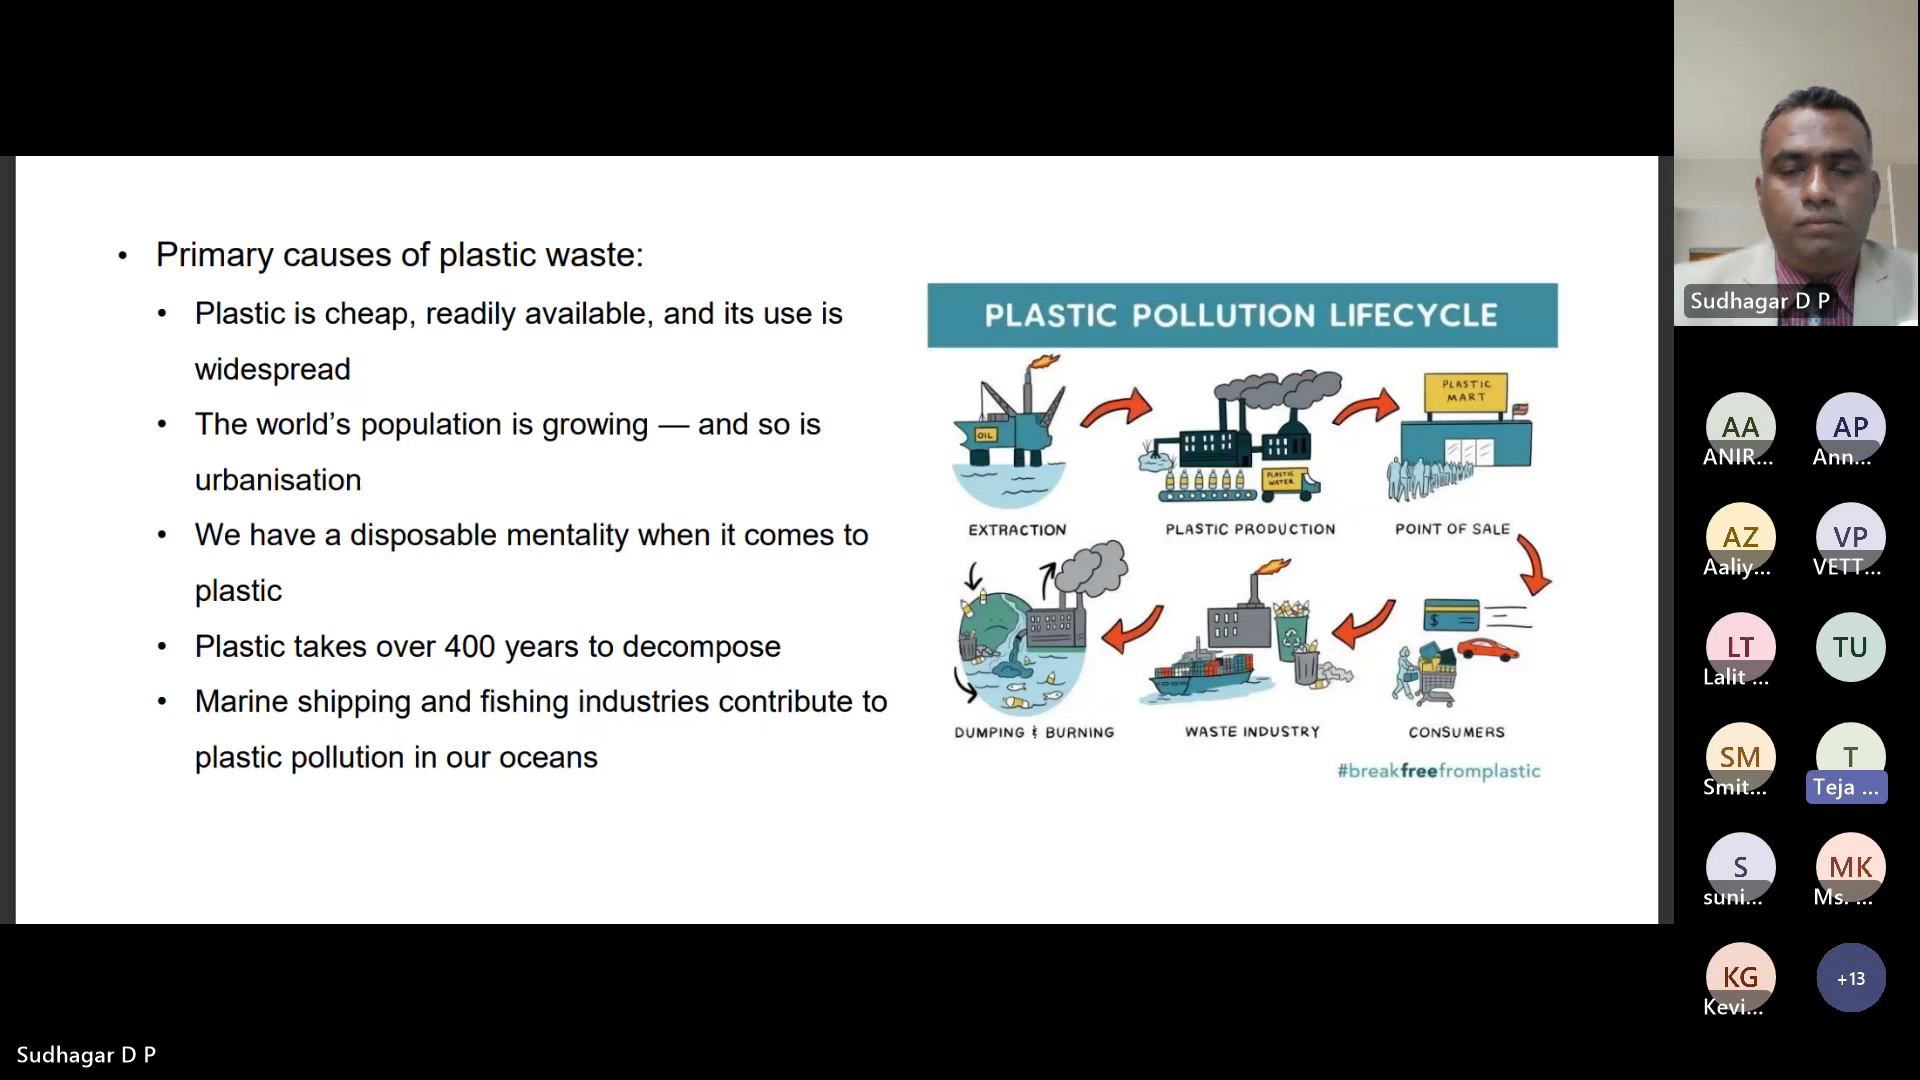 • Primary causes of plastic waste:
• Plastic is cheap, readily available, and its use is
widespread
• The world’s population is growing — and so is
urbanisation
• We have a disposable mentality when it comes to
plastic
• Plastic takes over 400 years to decompose
• Marine shipping and fishing industries contribute to
plastic pollution in our oceans
PLASTIC POLLUTION LIFECYCLE
OIL
PLASTIC
WATER
PLASTIC
MART
EXTRACTION
PLASTIC PRODUCTION
POINT OF SALE
$
DUMPING & BURNING
WASTE INDUSTRY
CONSUMERS
#breakfreefromplastic
Sudhagar D P
AA
ANIR...
AP
Ann...
AZ
Aaliy...
VP
VETT...
LT
Lalit ...
TU
SM
Smit...
T
Teja ...
S
suni...
MK
Ms. ...
KG
Kevi...
+13
Sudhagar D P